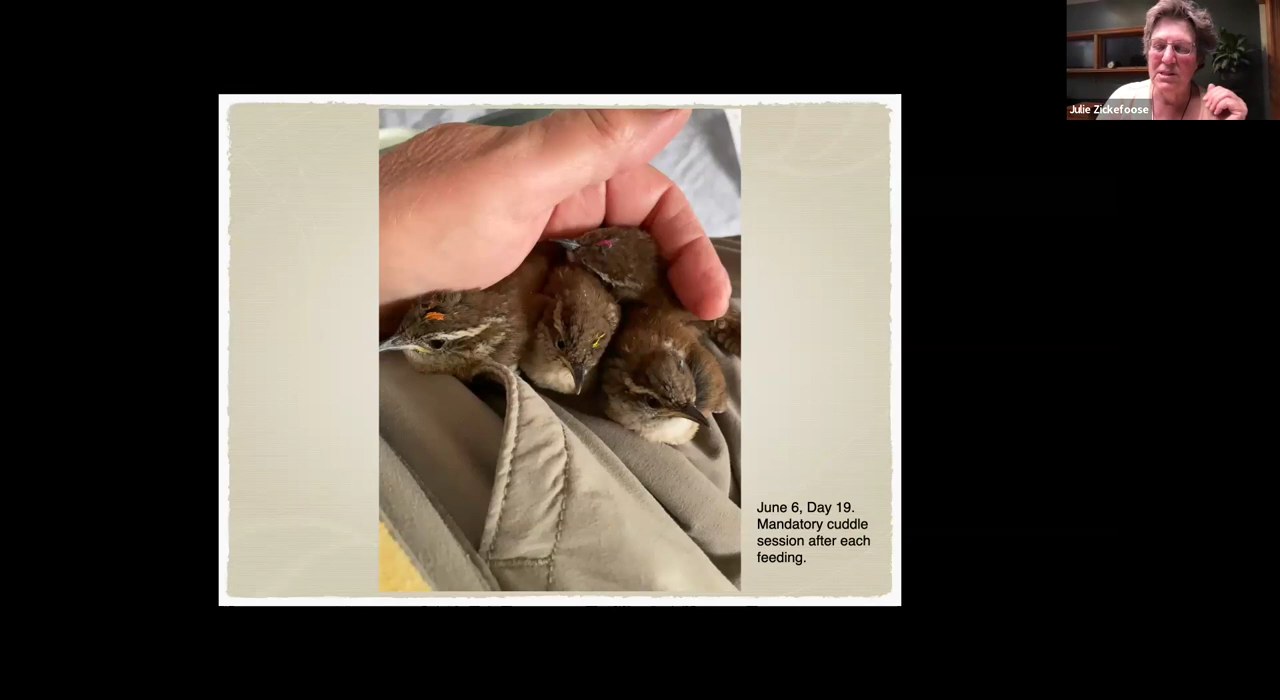 Julie Zickefoose
June 6, Day 19.
Mandatory cuddle
session after each
feeding.